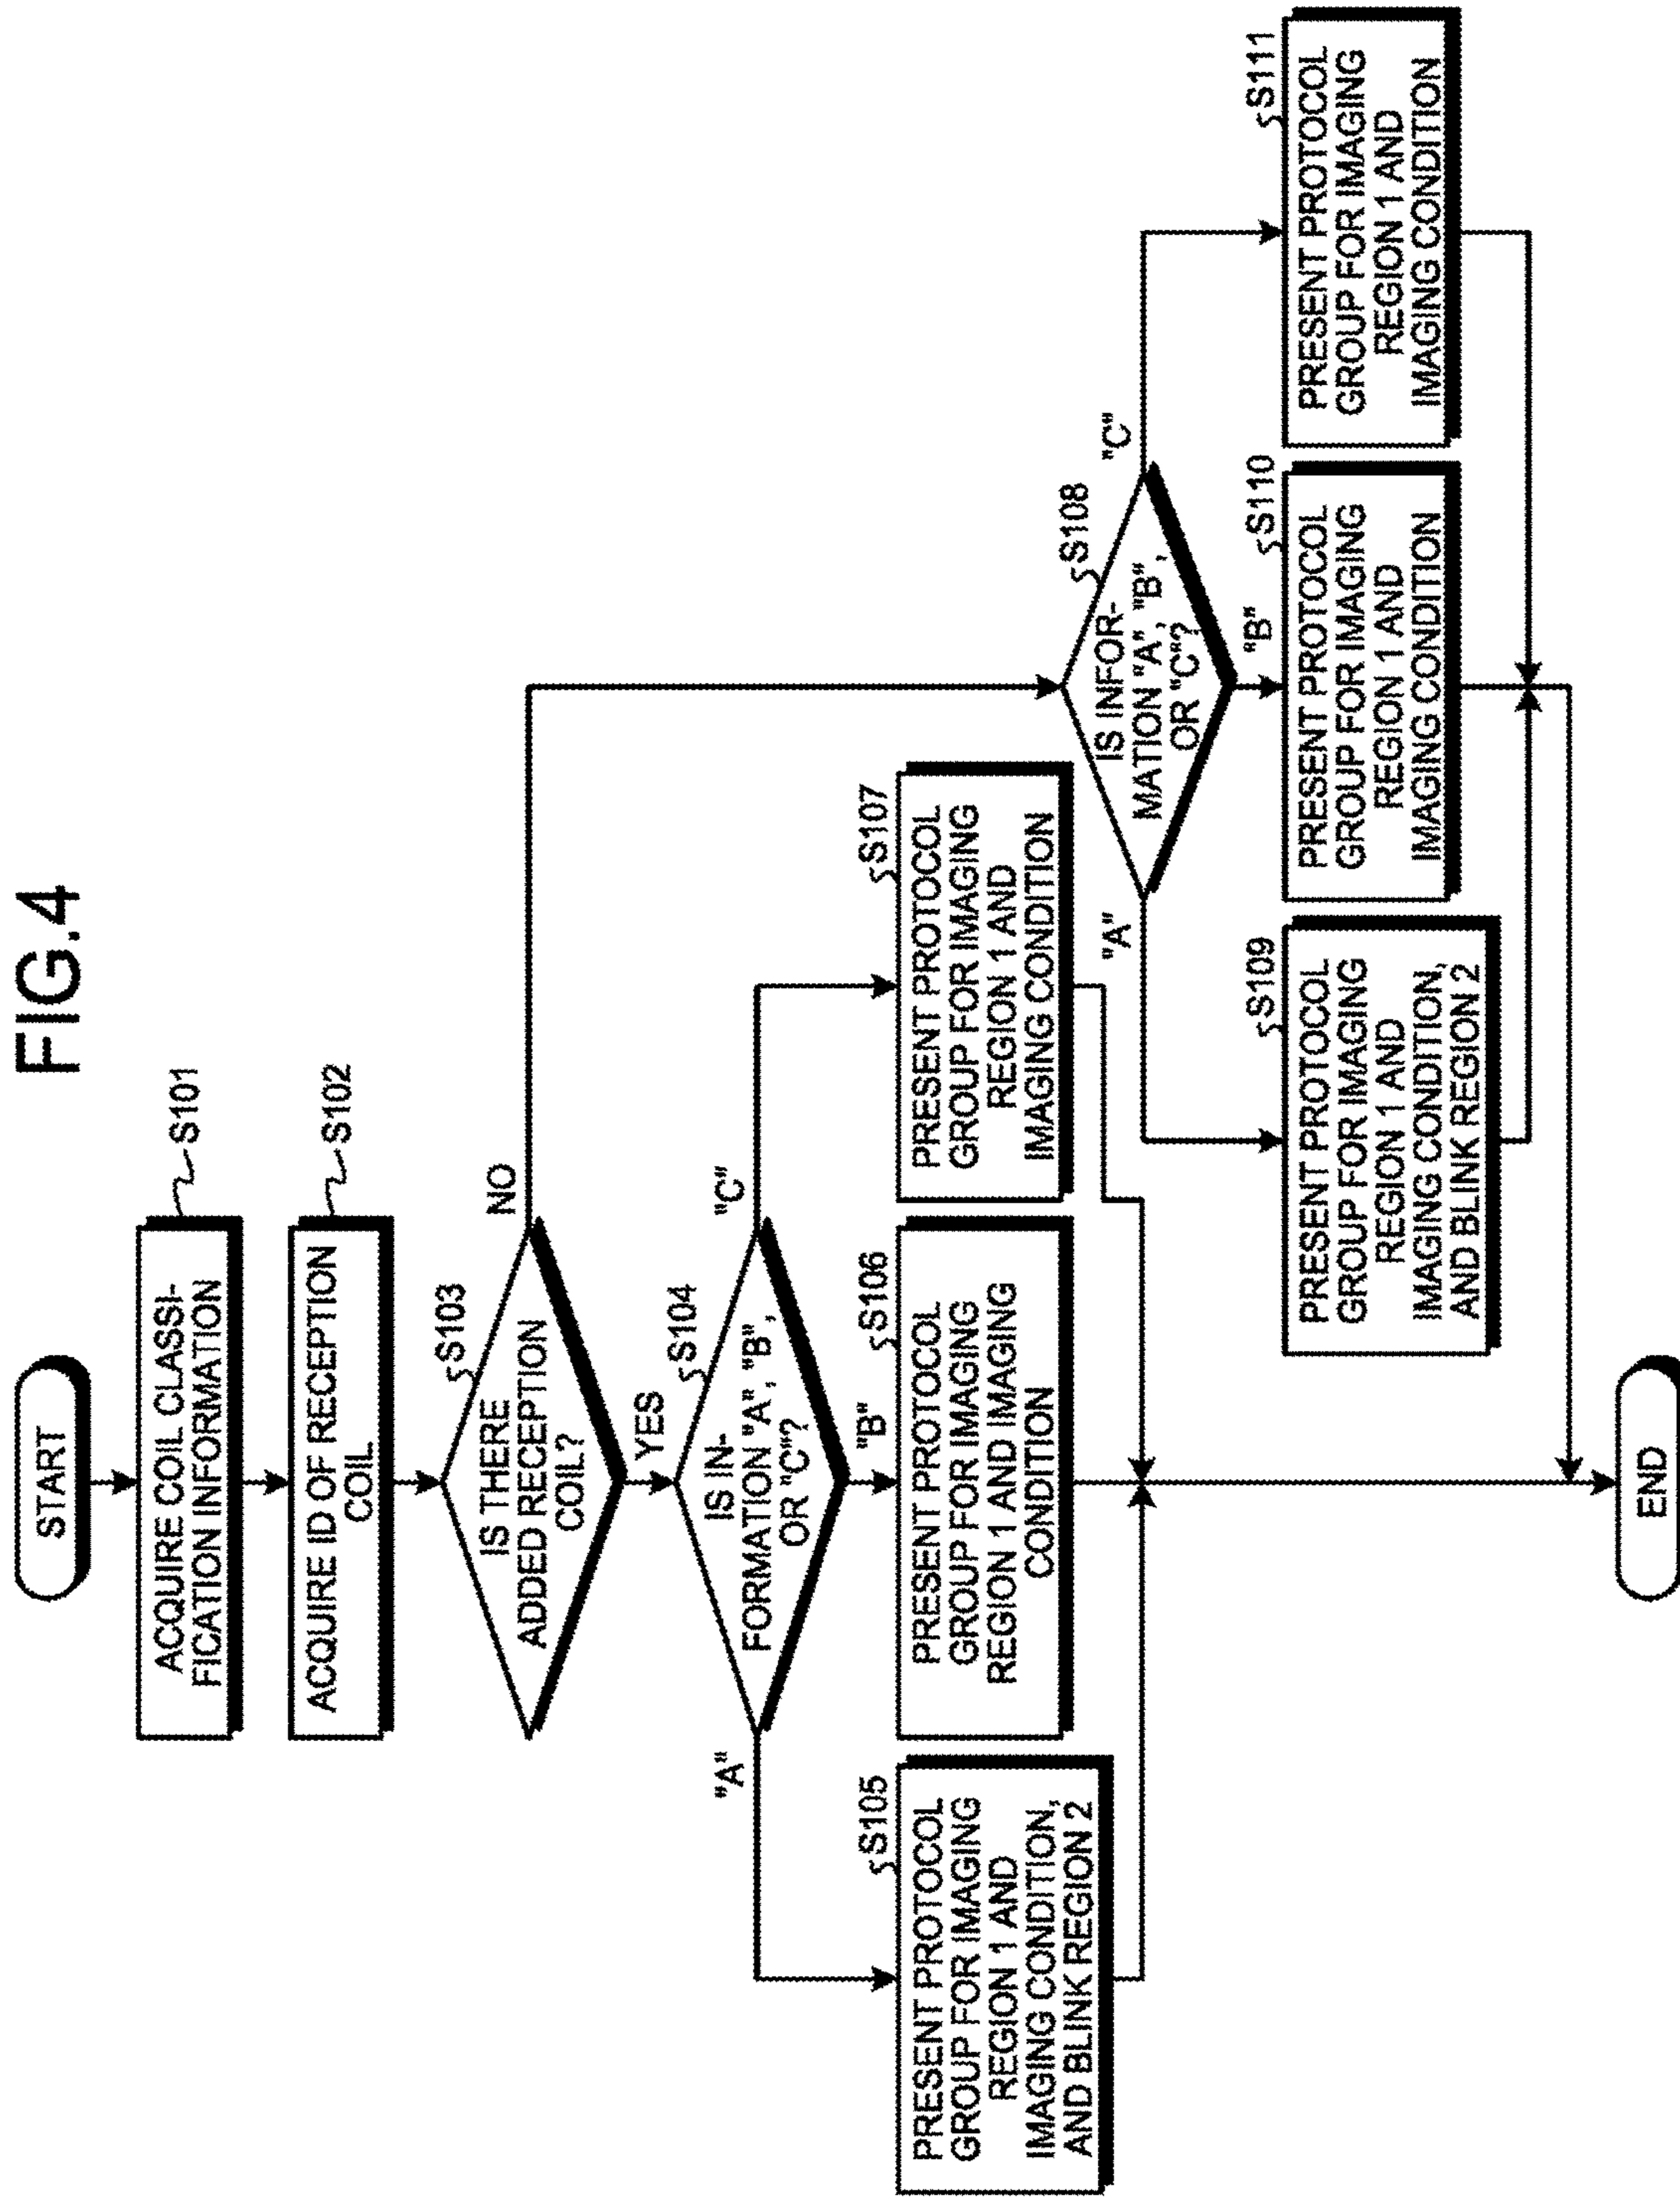 FIG.4
START
ACQUIRE COIL CLASSI-
FICATION INFORMATION
S101
ACQUIRE ID OF RECEPTION
COIL
S102
IS THERE
ADDED RECEPTION
COIL?
S103
NO
YES
IS IN-
FORMATION "A", "B",
OR "C"?
S104
"A"
"B"
"C"
PRESENT PROTOCOL
GROUP FOR IMAGING
REGION 1 AND
IMAGING CONDITION,
AND BLINK REGION 2
S105
PRESENT PROTOCOL
GROUP FOR IMAGING
REGION 1 AND IMAGING
CONDITION
S106
PRESENT PROTOCOL
GROUP FOR IMAGING
REGION 1 AND
IMAGING CONDITION
S107
IS INFOR-
MATION "A", "B",
OR "C"?
S108
"A"
"B"
"C"
PRESENT PROTOCOL
GROUP FOR IMAGING
REGION 1 AND
IMAGING CONDITION,
AND BLINK REGION 2
S109
PRESENT PROTOCOL
GROUP FOR IMAGING
REGION 1 AND
IMAGING CONDITION
S110
PRESENT PROTOCOL
GROUP FOR IMAGING
REGION 1 AND
IMAGING CONDITION
S111
END